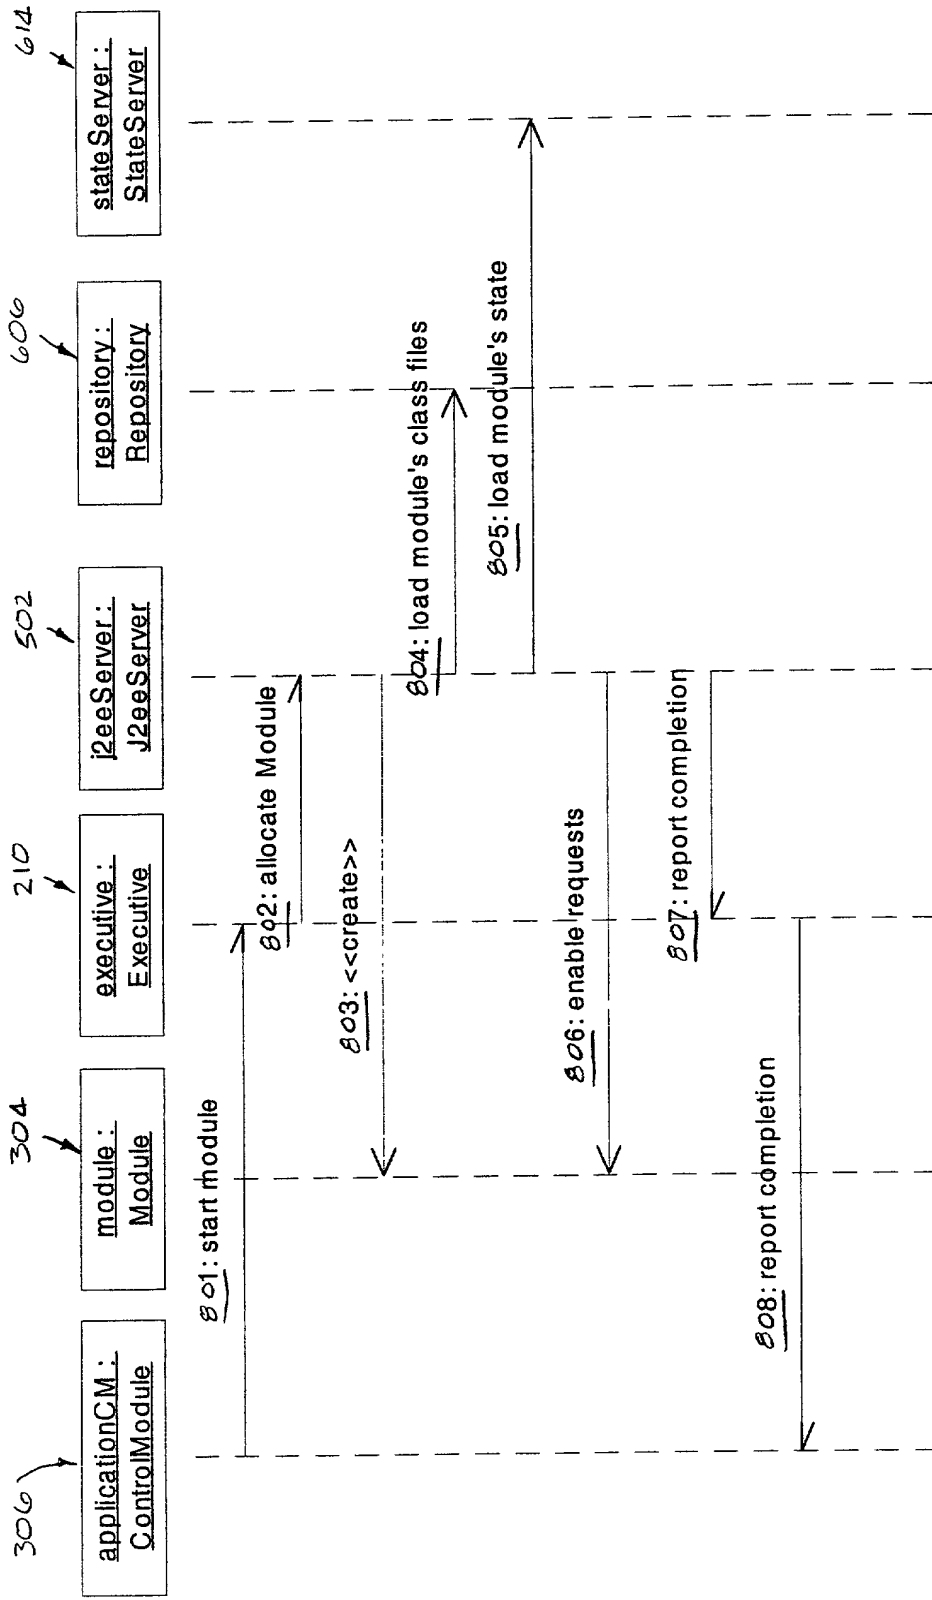 306
applicationCM :
ControlModule
304
module :
Module
210
executive :
Executive
502
j2eeServer :
J2eeServer
606
repository :
Repository
614
stateServer :
StateServer
801: start module
802: allocate Module
803: <<create>>
804: load module's class files
805: load module's state
806: enable requests
807: report completion
808: report completion